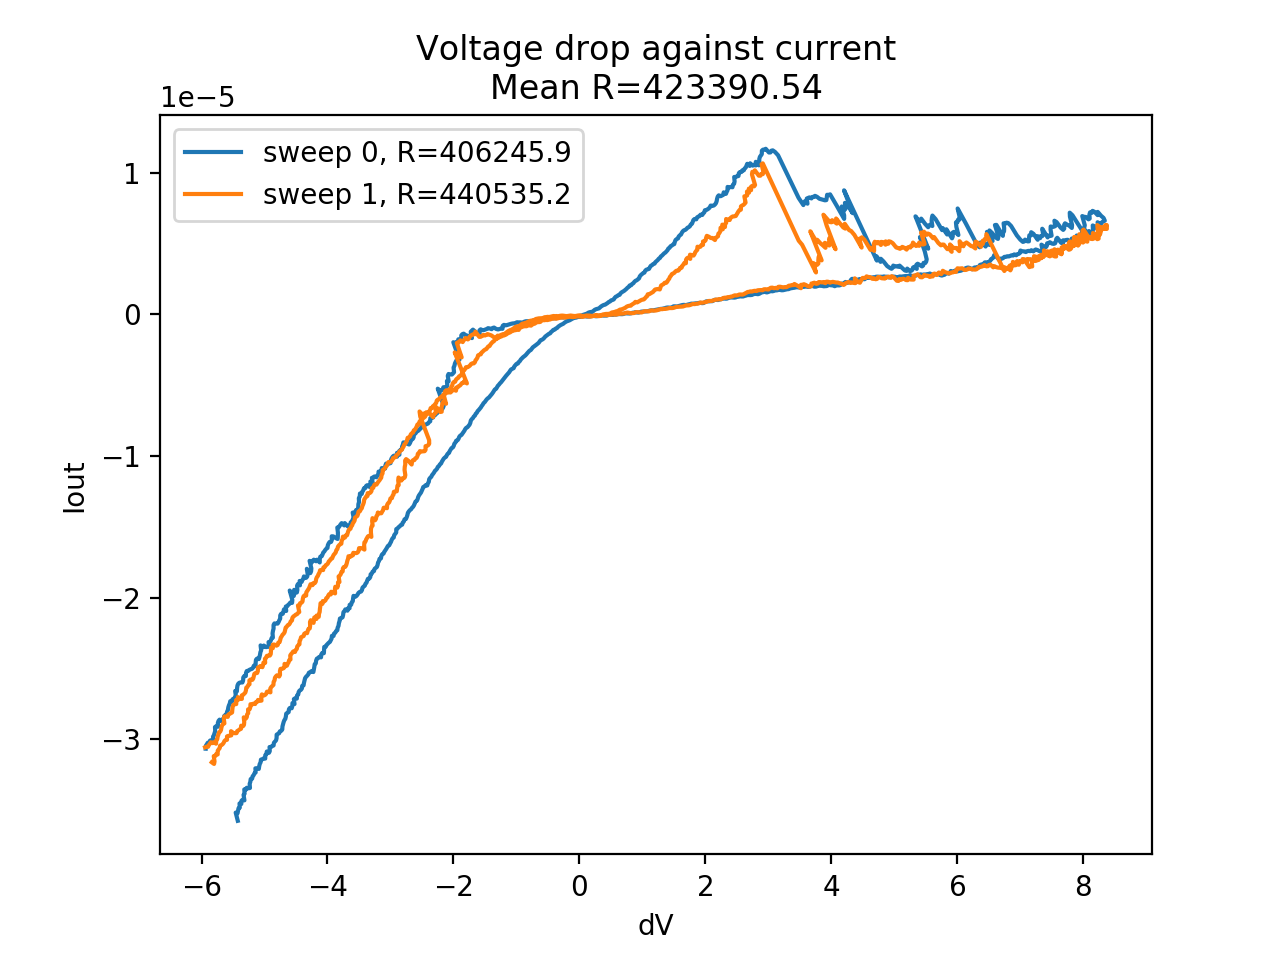 Voltage drop against current
Mean R=423390.54
1e−5
sweep 0, R=406245.9
sweep 1, R=440535.2
1
0
−1
−2
−3
Iout
−6
−4
−2
0
2
4
6
8
dV